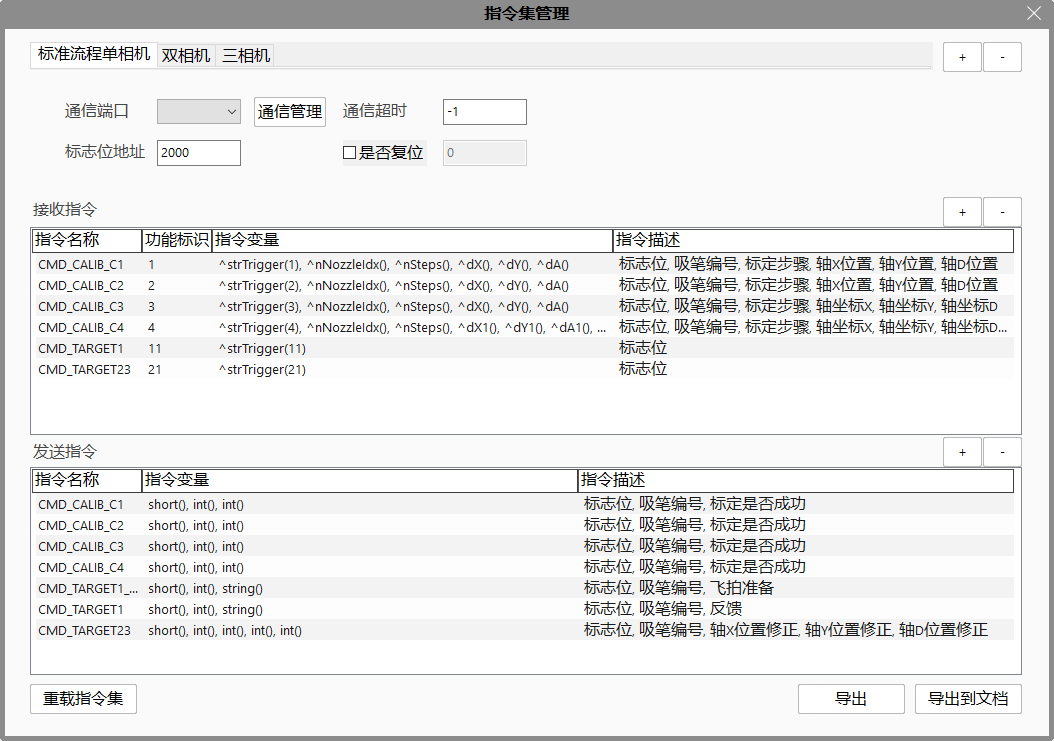 指令集管理
标准流程单相机 双相机 三相机 + -
通信端口 通信管理 通信超时 -1
标志位地址 2000 是否复位 0
接收指令 + -
指令名称 功能标识 指令变量 指令描述
CMD_CALIB_C1 1 ^strTrigger(1), ^nNozzleIdx(), ^nSteps(), ^dX(), ^dY(), ^dA() 标志位, 吸笔编号, 标定步骤, 轴X位置, 轴Y位置, 轴D位置
CMD_CALIB_C2 2 ^strTrigger(2), ^nNozzleIdx(), ^nSteps(), ^dX(), ^dY(), ^dA() 标志位, 吸笔编号, 标定步骤, 轴X位置, 轴Y位置, 轴D位置
CMD_CALIB_C3 3 ^strTrigger(3), ^nNozzleIdx(), ^nSteps(), ^dX(), ^dY(), ^dA() 标志位, 吸笔编号, 标定步骤, 轴坐标X, 轴坐标Y, 轴坐标D
CMD_CALIB_C4 4 ^strTrigger(4), ^nNozzleIdx(), ^nSteps(), ^dX1(), ^dY1(), ^dA1(), ... 标志位, 吸笔编号, 标定步骤, 轴坐标X, 轴坐标Y, 轴坐标D...
CMD_TARGET1 11 ^strTrigger(11) 标志位
CMD_TARGET23 21 ^strTrigger(21) 标志位
发送指令 + -
指令名称 指令变量 指令描述
CMD_CALIB_C1 short(), int(), int() 标志位, 吸笔编号, 标定是否成功
CMD_CALIB_C2 short(), int(), int() 标志位, 吸笔编号, 标定是否成功
CMD_CALIB_C3 short(), int(), int() 标志位, 吸笔编号, 标定是否成功
CMD_CALIB_C4 short(), int(), int() 标志位, 吸笔编号, 标定是否成功
CMD_TARGET1_... short(), int(), string() 标志位, 吸笔编号, 飞拍准备
CMD_TARGET1 short(), int(), string() 标志位, 吸笔编号, 反馈
CMD_TARGET23 short(), int(), int(), int(), int() 标志位, 吸笔编号, 轴X位置修正, 轴Y位置修正, 轴D位置修正
重载指令集 导出 导出到文档